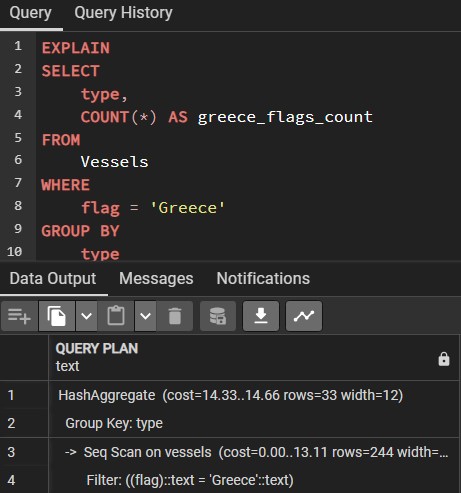 Query Query History
1 EXPLAIN
2 SELECT
3 type,
4 COUNT(*) AS greece_flags_count
5 FROM
6 Vessels
7 WHERE
8 flag = 'Greece'
9 GROUP BY
10 type
Data Output Messages Notifications
QUERY PLAN
text
1 HashAggregate (cost=14.33..14.66 rows=33 width=12)
2 Group Key: type
3 -> Seq Scan on vessels (cost=0.00..13.11 rows=244 width=...
4 Filter: ((flag)::text = 'Greece'::text)